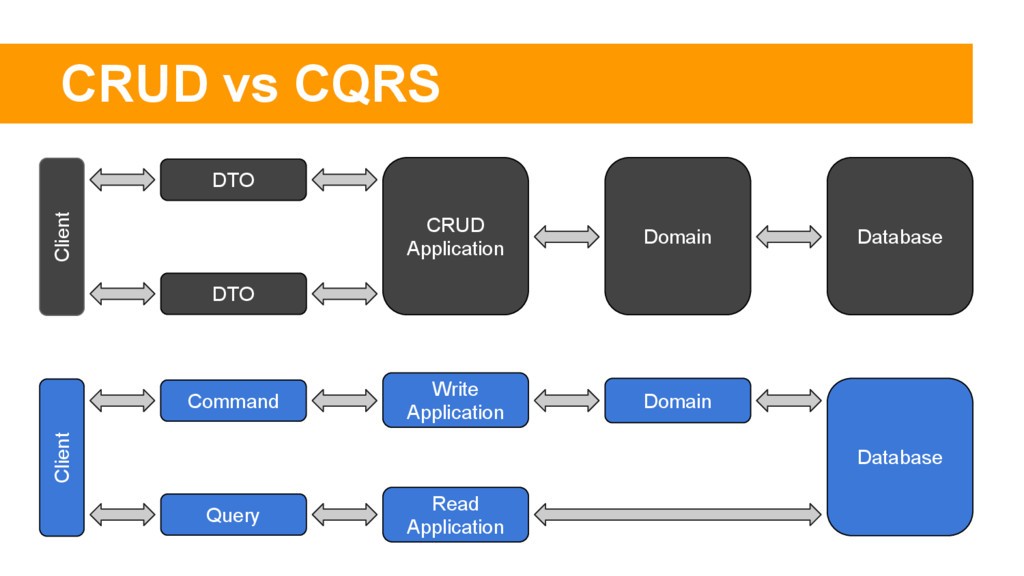 CRUD vs CQRS
Client
DTO
DTO
CRUD
Application
Domain
Database
Client
Command
Write
Application
Domain
Database
Query
Read
Application